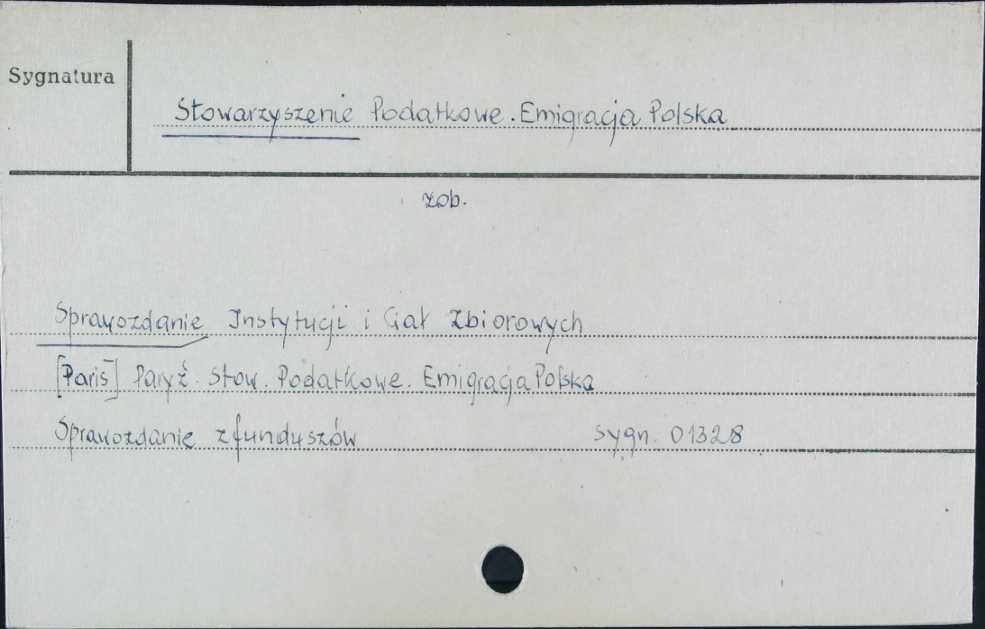 Sygnatura
Stowarzyszenie Podatkowe. Emigracja Polska
zob.
Sprawozdanie Instytucji i Ciał Zbiorowych
[Paris] Paryż. Stow. Podatkowe. Emigracja Polska
Sprawozdanie z funduszów sygn. 01328